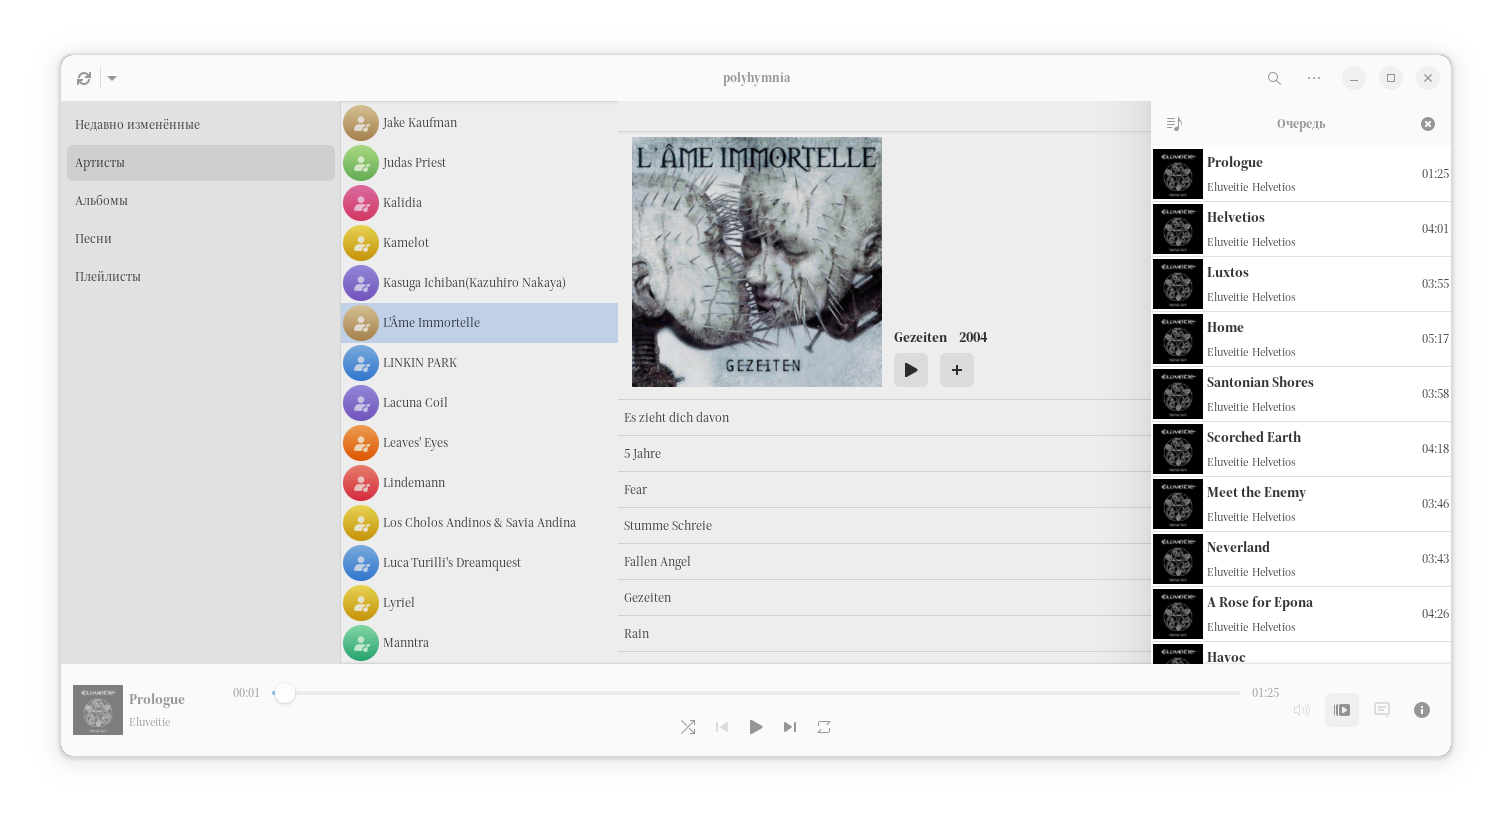 polyhymnia
Недавно изменённые
Артисты
Альбомы
Песни
Плейлисты
Jake Kaufman
Judas Priest
Kalidia
Kamelot
Kasuga Ichiban(Kazuhiro Nakaya)
L'Âme Immortelle
LINKIN PARK
Lacuna Coil
Leaves' Eyes
Lindemann
Los Cholos Andinos & Savia Andina
Luca Turilli's Dreamquest
Lyriel
Manntra
L'ÂME IMMORTELLE
GEZEITEN
Gezeiten 2004
Es zieht dich davon
5 Jahre
Fear
Stumme Schreie
Fallen Angel
Gezeiten
Rain
Очередь
Prologue
Eluveitie Helvetios
01:25
Helvetios
Eluveitie Helvetios
04:01
Luxtos
Eluveitie Helvetios
03:55
Home
Eluveitie Helvetios
05:17
Santonian Shores
Eluveitie Helvetios
03:58
Scorched Earth
Eluveitie Helvetios
04:18
Meet the Enemy
Eluveitie Helvetios
03:46
Neverland
Eluveitie Helvetios
03:43
A Rose for Epona
Eluveitie Helvetios
04:26
Havoc
Prologue
Eluveitie
00:01
01:25